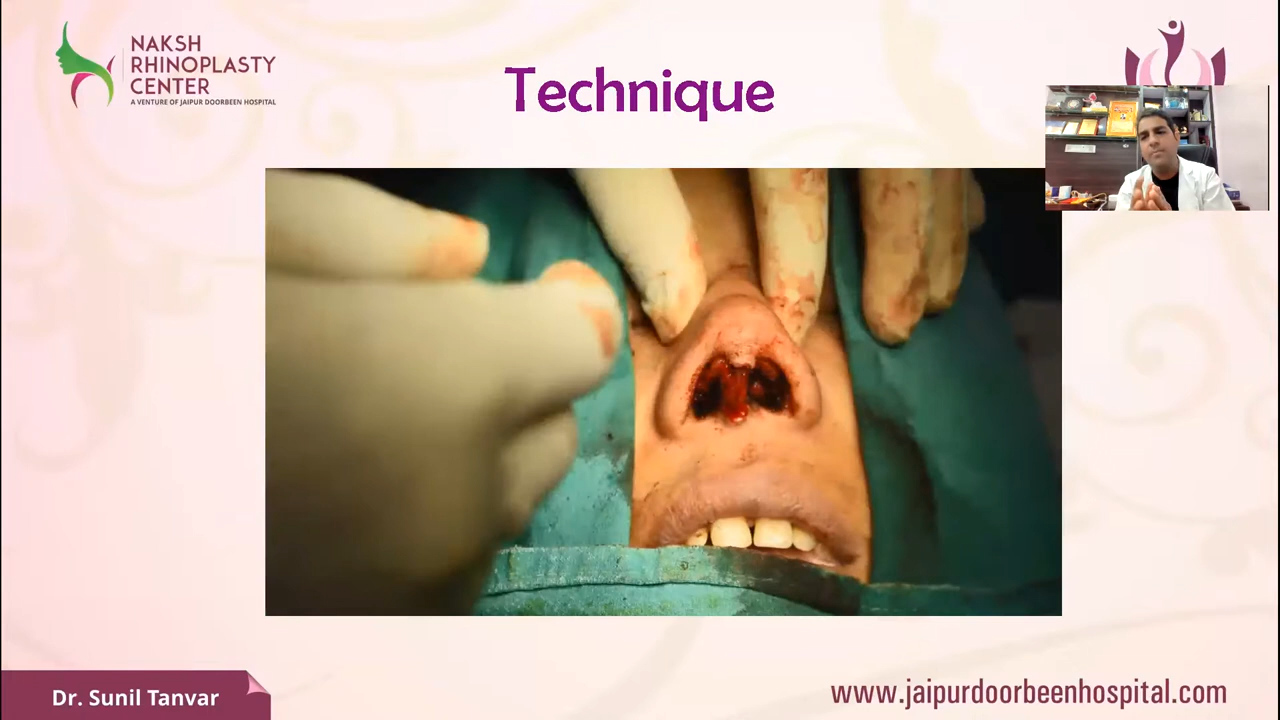 NAKSH
RHINOPLASTY
CENTER
A VENTURE OF JAIPUR DOORBEEN HOSPITAL
Technique
Dr. Sunil Tanvar
www.jaipurdoorbeenhospital.com